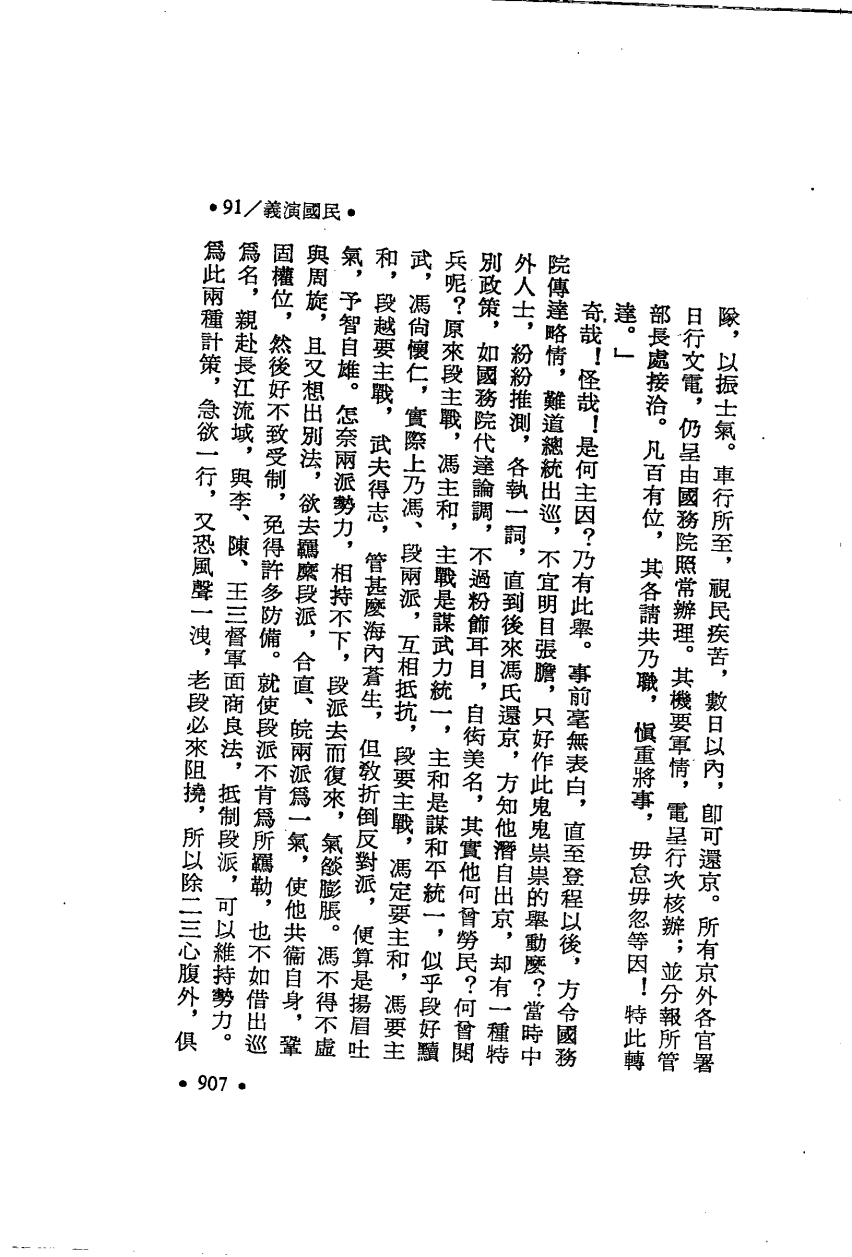 •91／義演國民•
隊，以振士氣。車行所至，視民疾苦，數日以內，卽可還京。所有京外各官署
日行文電，仍呈由國務院照常辦理。其機要軍情，電呈行次核辦；並分報所管
部長處接洽。凡百有位，其各請共乃職，愼重將事，毋怠毋忽等因！特此轉
達。」
奇哉！怪哉！是何主因？乃有此舉。事前毫無表白，直至登程以後，方令國務
院傳達略情，難道總統出巡，不宜明目張膽，只好作此鬼鬼祟祟的舉動麽？當時中
外人士，紛紛推測，各執一詞，直到後來馮氏還京，方知他潛自出京，却有一種特
別政策，如國務院代達論調，不過粉飾耳目，自衒美名，其實他何曾勞民？何曾閱
兵呢？原來段主戰，馮主和，主戰是謀武力統一，主和是謀和平統一，似乎段好黷
武，馮尙懷仁，實際上乃馮、段兩派，互相抵抗，段要主戰，馮定要主和，馮要主
和，段越要主戰，武夫得志，管甚麽海內蒼生，但敎折倒反對派，便算是揚眉吐
氣，予智自雄。怎奈兩派勢力，相持不下，段派去而復來，氣燄膨脹。馮不得不虛
與周旋，且又想出別法，欲去羈縻段派，合直、皖兩派爲一氣，使他共衞自身，鞏
固權位，然後好不致受制，免得許多防備。就使段派不肯爲所羈勒，也不如借出巡
爲名，親赴長江流域，與李、陳、王三督軍面商良法，抵制段派，可以維持勢力。
爲此兩種計策，急欲一行，又恐風聲一洩，老段必來阻撓，所以除二三心腹外，俱
•907•